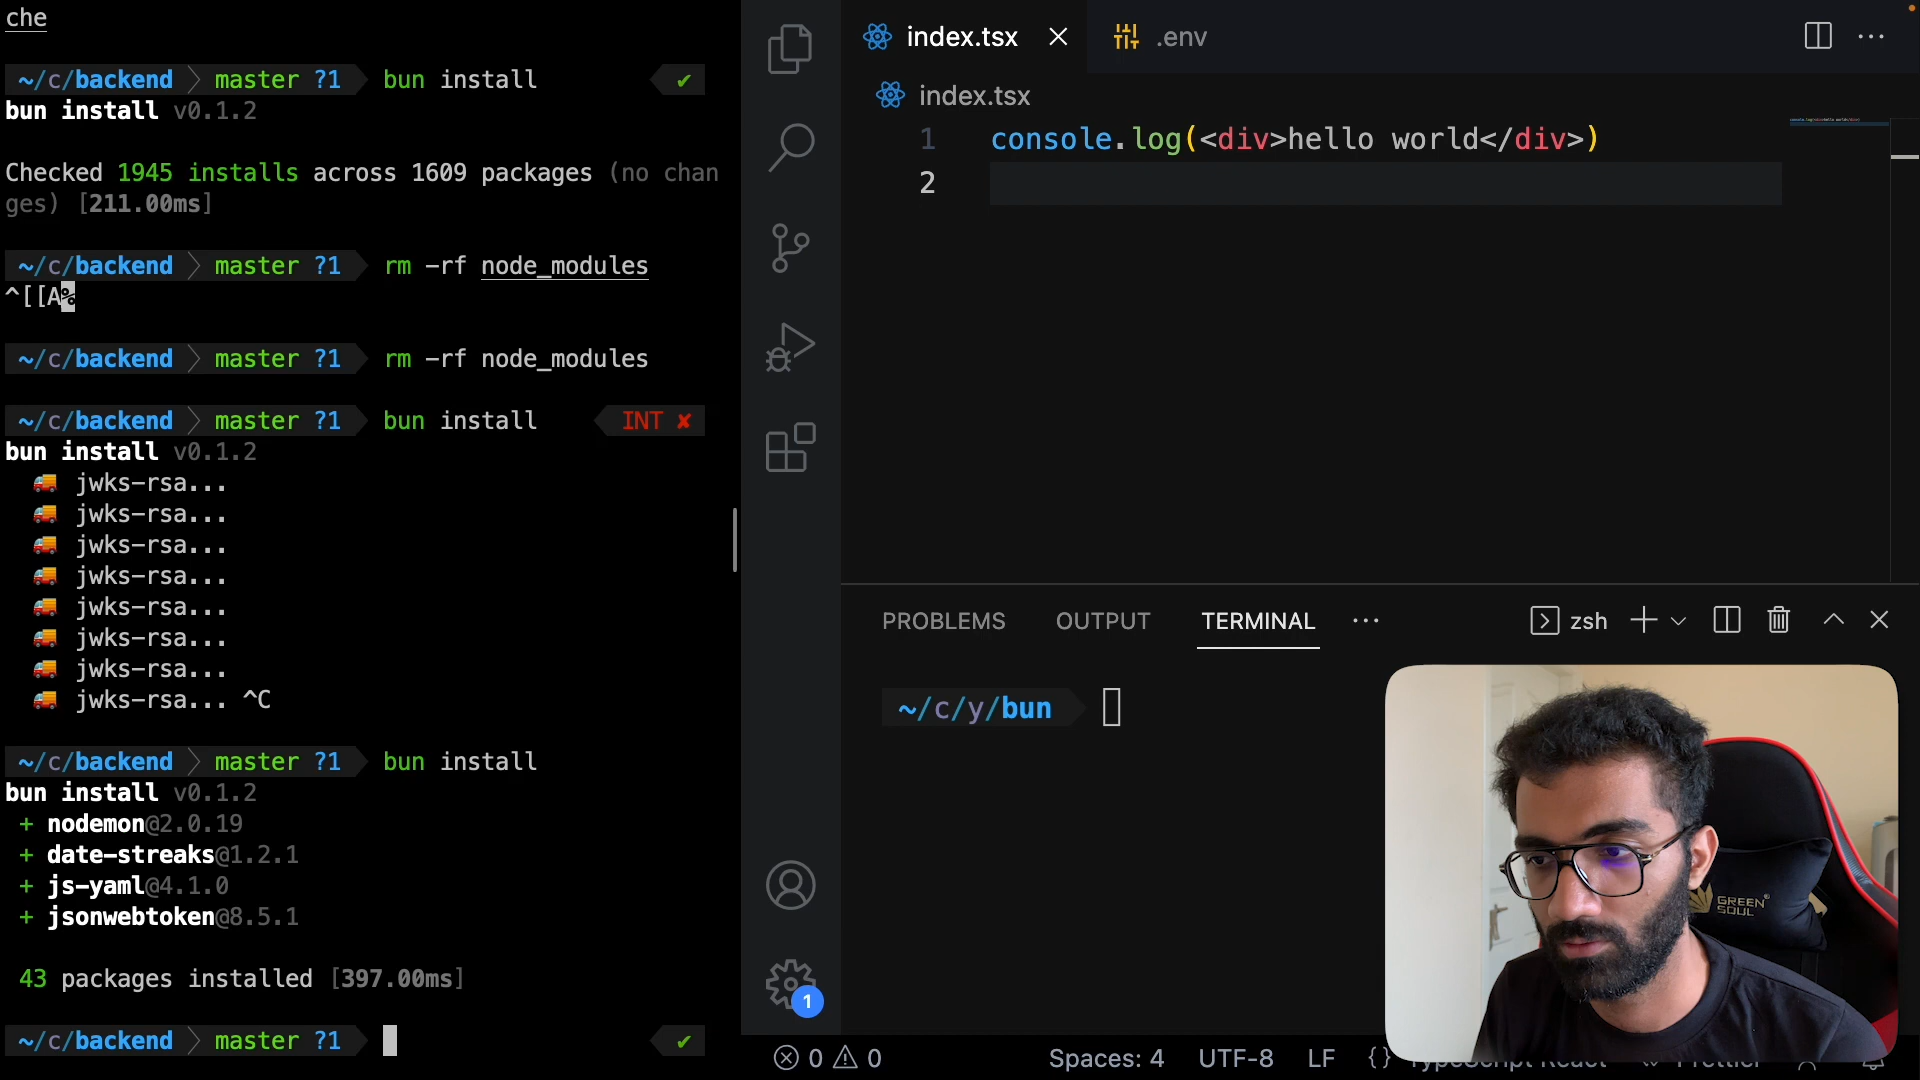 che
~/c/backend master ?1 bun install ✔
bun install v0.1.2
Checked 1945 installs across 1609 packages (no chan
ges) [211.00ms]
~/c/backend master ?1 rm -rf node_modules
^[[A%
~/c/backend master ?1 rm -rf node_modules
~/c/backend master ?1 bun install INT ✘
bun install v0.1.2
🚚 jwks-rsa...
🚚 jwks-rsa...
🚚 jwks-rsa...
🚚 jwks-rsa...
🚚 jwks-rsa...
🚚 jwks-rsa...
🚚 jwks-rsa...
🚚 jwks-rsa... ^C
~/c/backend master ?1 bun install
bun install v0.1.2
+ nodemon@2.0.19
+ date-streaks@1.2.1
+ js-yaml@4.1.0
+ jsonwebtoken@8.5.1
43 packages installed [397.00ms]
~/c/backend master ?1 ✔
index.tsx
.env
index.tsx
1 console.log(<div>hello world</div>)
2
PROBLEMS OUTPUT TERMINAL ··· zsh
~/c/y/bun
GREEN
SOUL
1
0 0 Spaces: 4 UTF-8 LF {} TypeScript React Prettier